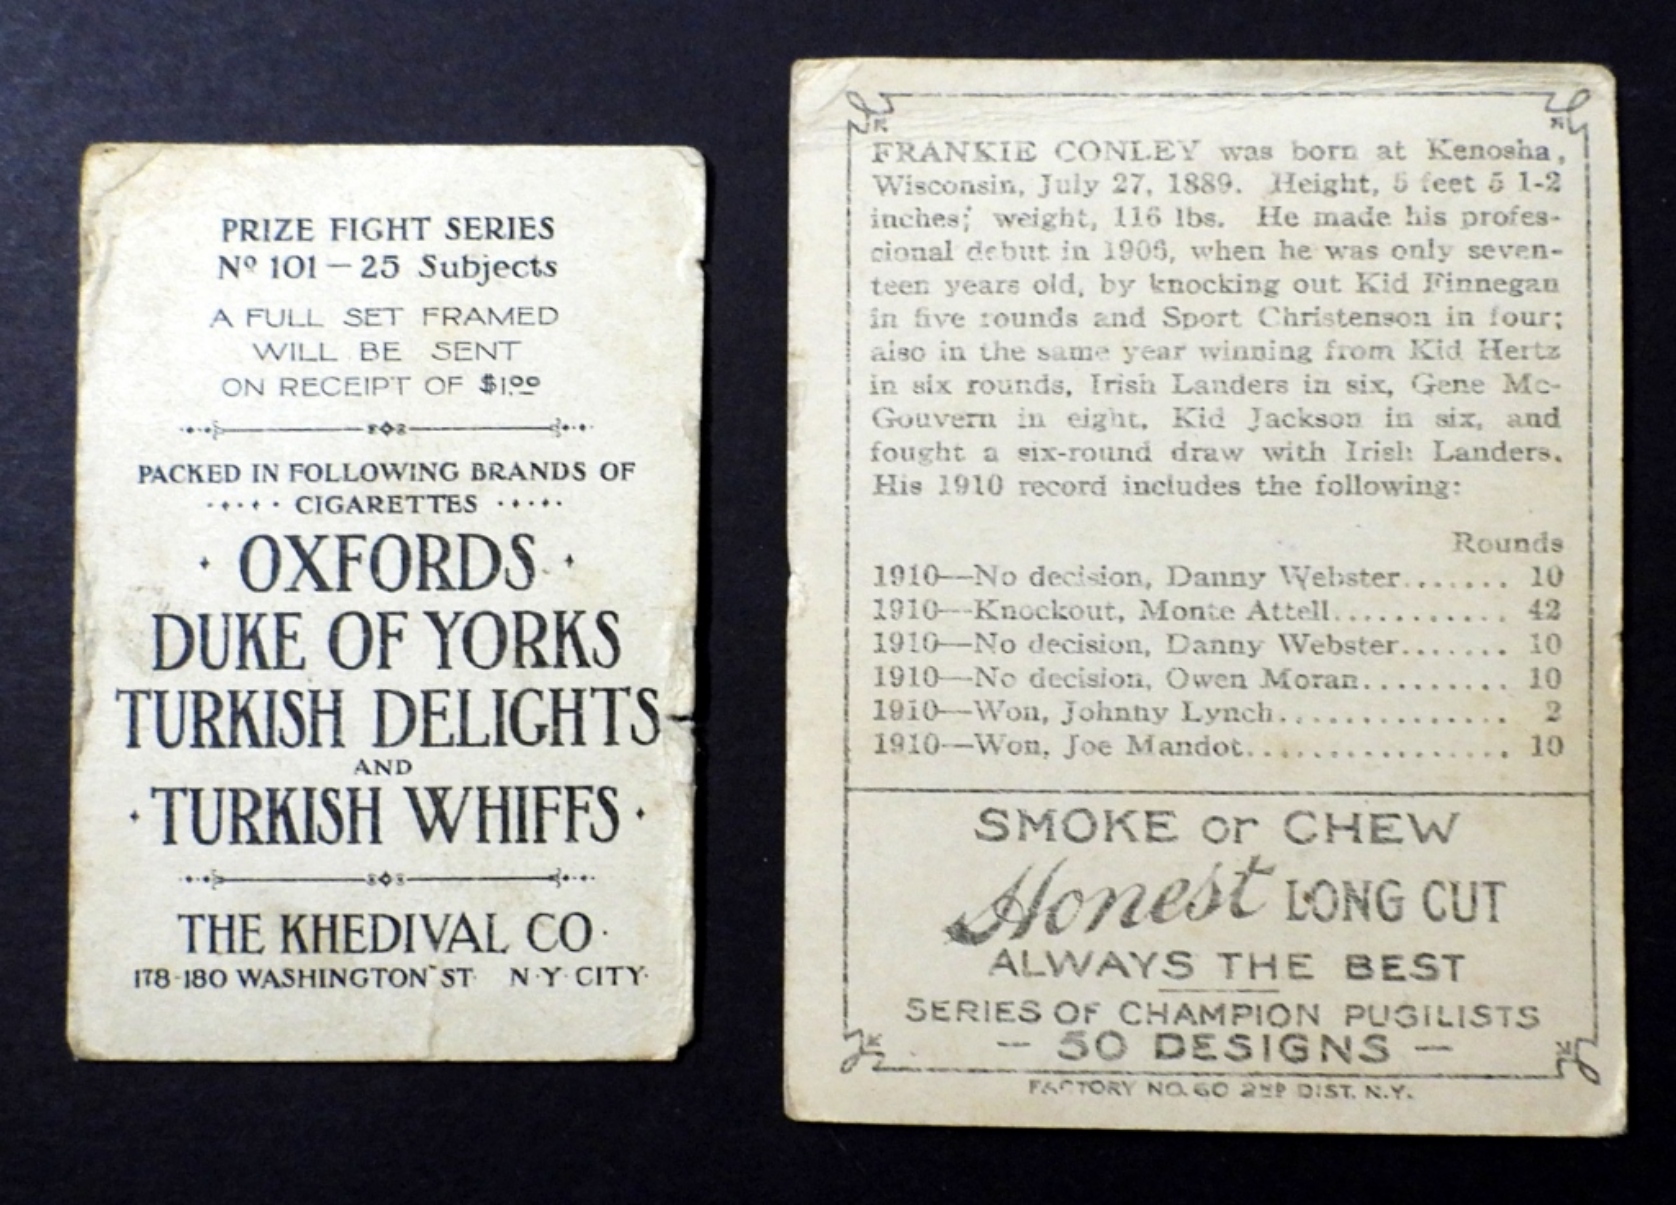 PRIZE FIGHT SERIES
Nº 101 — 25 Subjects
A FULL SET FRAMED
WILL BE SENT
ON RECEIPT OF $1.00
PACKED IN FOLLOWING BRANDS OF
CIGARETTES
· OXFORDS ·
DUKE OF YORKS
TURKISH DELIGHTS
AND
· TURKISH WHIFFS ·
THE KHEDIVAL CO.
178-180 WASHINGTON ST. N.Y. CITY.
FRANKIE CONLEY was born at Kenosha,
Wisconsin, July 27, 1889. Height, 5 feet 5 1-2
inches; weight, 116 lbs. He made his profes-
cional debut in 1906, when he was only seven-
teen years old, by knocking out Kid Finnegan
in five rounds and Sport Christenson in four;
also in the same year winning from Kid Hertz
in six rounds, Irish Landers in six, Gene Mc-
Gouvern in eight, Kid Jackson in six, and
fought a six-round draw with Irish Landers.
His 1910 record includes the following:
Rounds
1910—No decision, Danny Webster....... 10
1910—Knockout, Monte Attell............ 42
1910—No decision, Danny Webster....... 10
1910—No decision, Owen Moran......... 10
1910—Won, Johnny Lynch.............. 2
1910—Won, Joe Mandot................. 10
SMOKE or CHEW
Honest LONG CUT
ALWAYS THE BEST
SERIES OF CHAMPION PUGILISTS
— 50 DESIGNS —
FACTORY NO. 60 2ND DIST. N.Y.